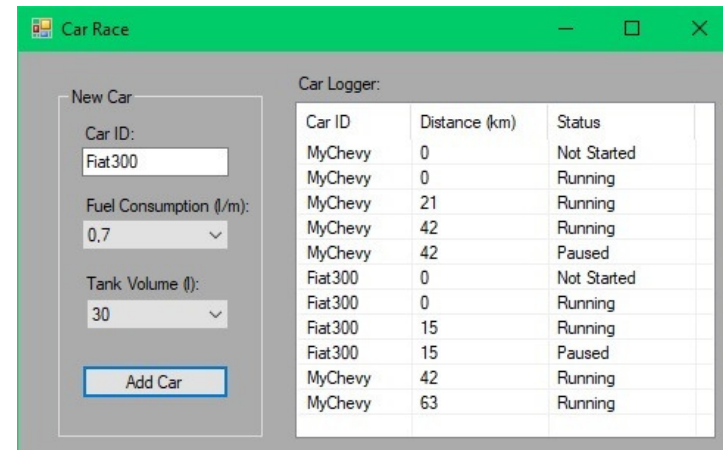 Car Race
New Car
Car ID:
Fiat300
Fuel Consumption (l/m):
0,7
Tank Volume (l):
30
Add Car
Car Logger:
Car ID Distance (km) Status
MyChevy 0 Not Started
MyChevy 0 Running
MyChevy 21 Running
MyChevy 42 Running
MyChevy 42 Paused
Fiat300 0 Not Started
Fiat300 0 Running
Fiat300 15 Running
Fiat300 15 Paused
MyChevy 42 Running
MyChevy 63 Running